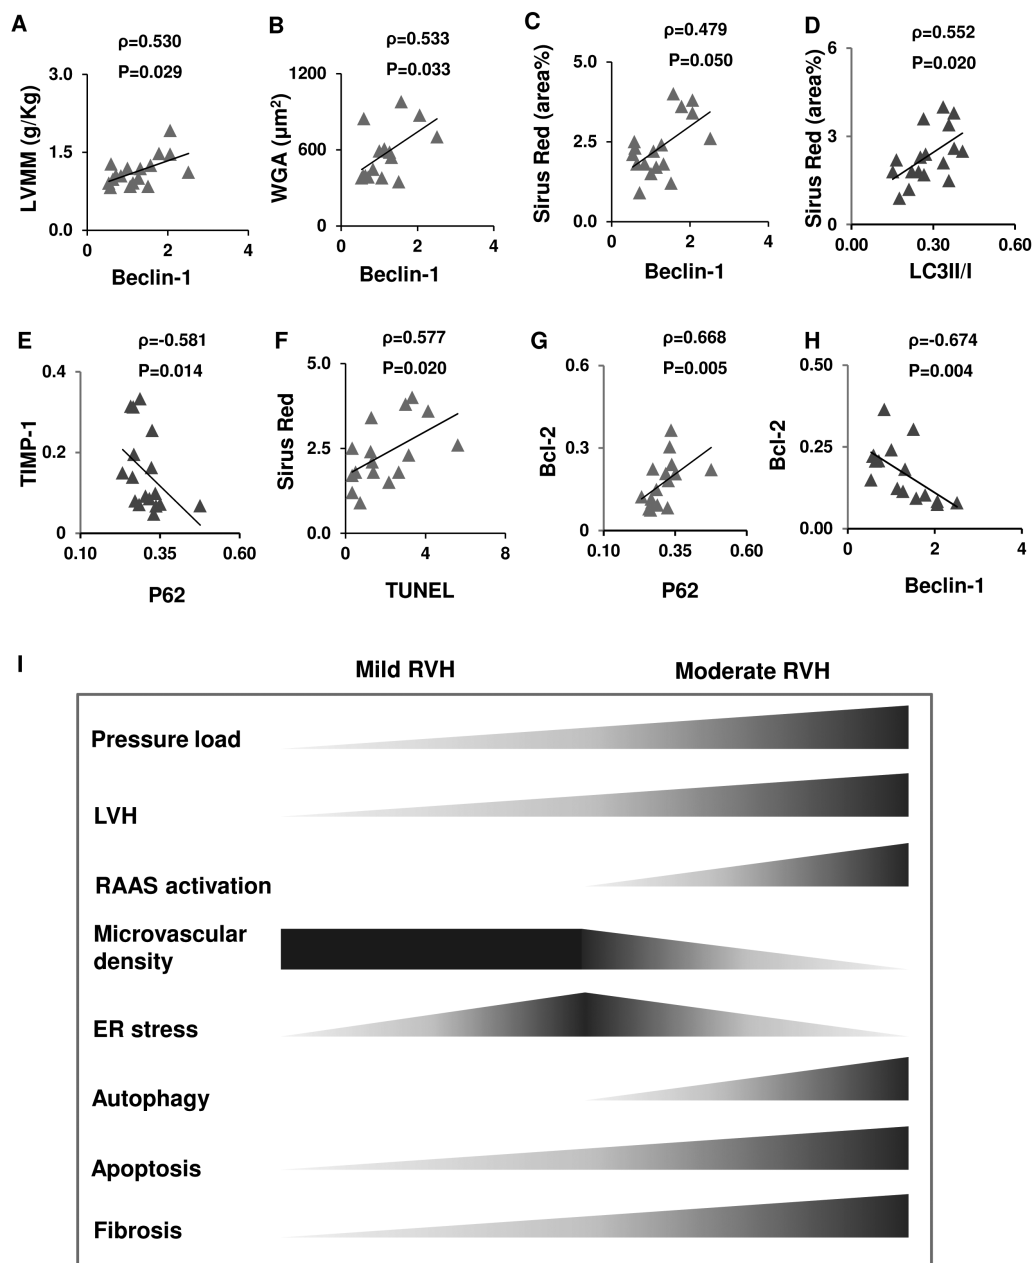 A
ρ=0.530
P=0.029
LVMM (g/Kg)
3.0
1.5
0.0
0
2
4
Beclin-1
B
ρ=0.533
P=0.033
WGA (μm²)
1200
600
0
0
2
4
Beclin-1
C
ρ=0.479
P=0.050
Sirus Red (area%)
5.0
2.5
0.0
0
2
4
Beclin-1
D
ρ=0.552
P=0.020
Sirus Red (area%)
6
3
0
0.00
0.30
0.60
LC3II/I
E
ρ=-0.581
P=0.014
TIMP-1
0.4
0.2
0
0.10
0.35
0.60
P62
F
ρ=0.577
P=0.020
Sirus Red
5.0
2.5
0.0
0
4
8
TUNEL
G
ρ=0.668
P=0.005
Bcl-2
0.6
0.3
0
0.10
0.35
0.60
P62
H
ρ=-0.674
P=0.004
Bcl-2
0.50
0.25
0.00
0
2
4
Beclin-1
I
Mild RVH
Moderate RVH
Pressure load
LVH
RAAS activation
Microvascular
density
ER stress
Autophagy
Apoptosis
Fibrosis